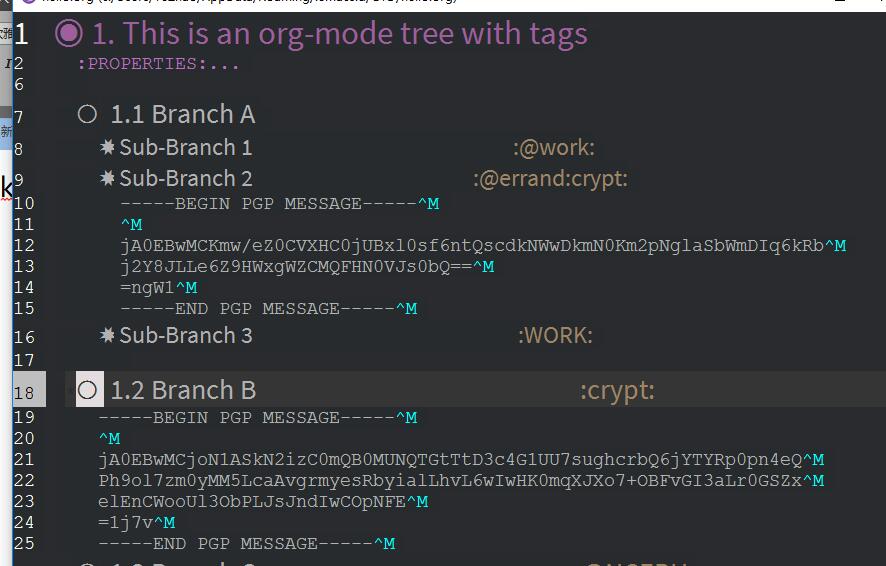 1 1. This is an org-mode tree with tags
2 :PROPERTIES:...
6
7 1.1 Branch A
8 Sub-Branch 1 :@work:
9 Sub-Branch 2 :@errand:crypt:
10 -----BEGIN PGP MESSAGE-----^M
11 ^M
12 jA0EBwMCKmw/eZ0CVXHC0jUBxl0sf6ntQscdkNWwDkmN0Km2pNglaSbWmDIq6kRb^M
13 j2Y8JLLe6Z9HWxgWZCMQFHN0VJs0bQ==^M
14 =ngW1^M
15 -----END PGP MESSAGE-----^M
16 Sub-Branch 3 :WORK:
17
18 1.2 Branch B :crypt:
19 -----BEGIN PGP MESSAGE-----^M
20 ^M
21 jA0EBwMCjoN1ASkN2izC0mQB0MUNQTGtTtD3c4GlUU7sughcrbQ6jYTYRp0pn4eQ^M
22 Ph9ol7zm0yMM5LcaAvgrmyesRbyialLhvL6wIwHK0mqXJXo7+OBFvGI3aLr0GSZx^M
23 elEnCWooUl3ObPLJsJndIwCOpNFE^M
24 =1j7v^M
25 -----END PGP MESSAGE-----^M